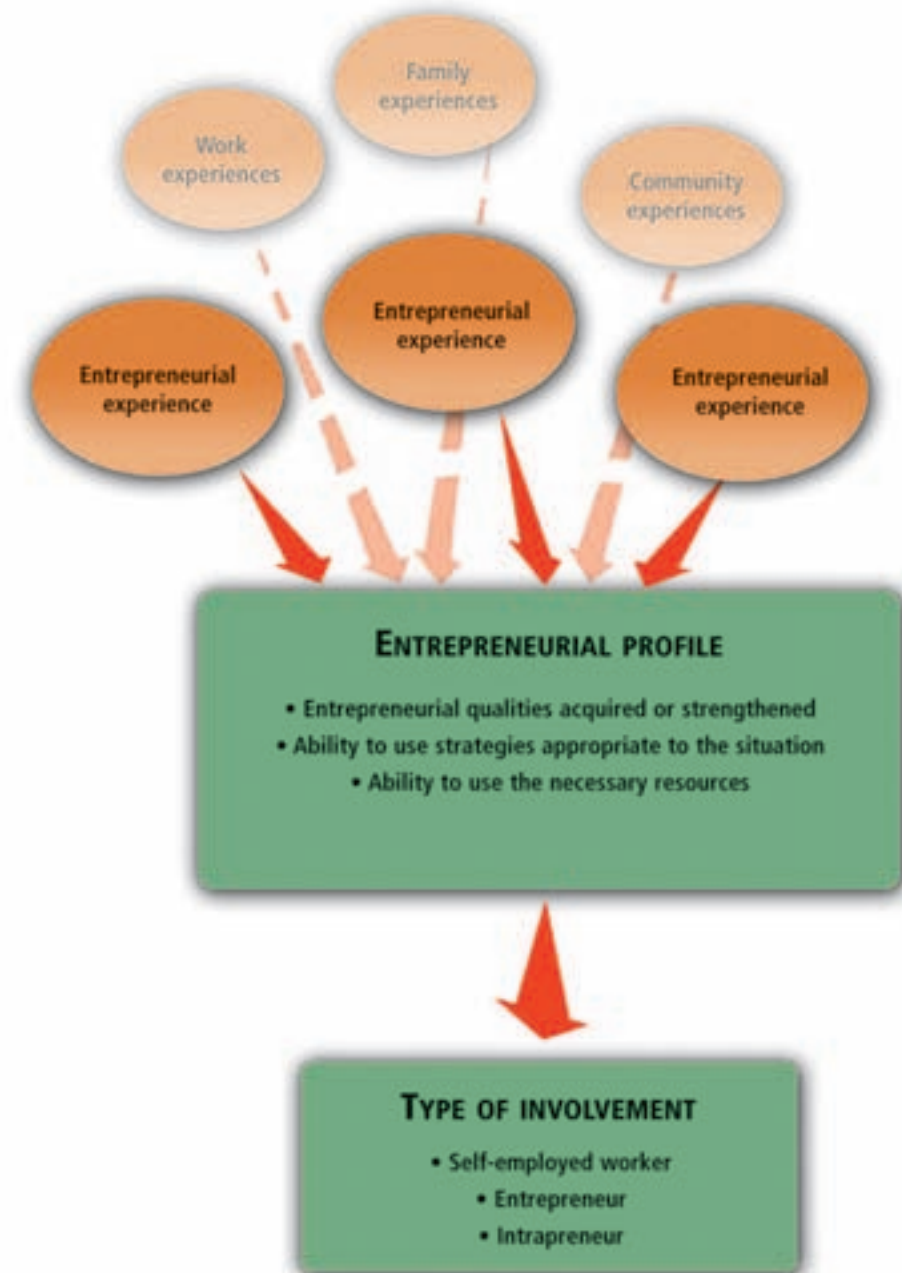 Family
experiences
Work
experiences
Community
experiences
Entrepreneurial
experience
Entrepreneurial
experience
Entrepreneurial
experience
ENTREPRENEURIAL PROFILE
• Entrepreneurial qualities acquired or strengthened
• Ability to use strategies appropriate to the situation
• Ability to use the necessary resources
TYPE OF INVOLVEMENT
• Self-employed worker
• Entrepreneur
• Intrapreneur